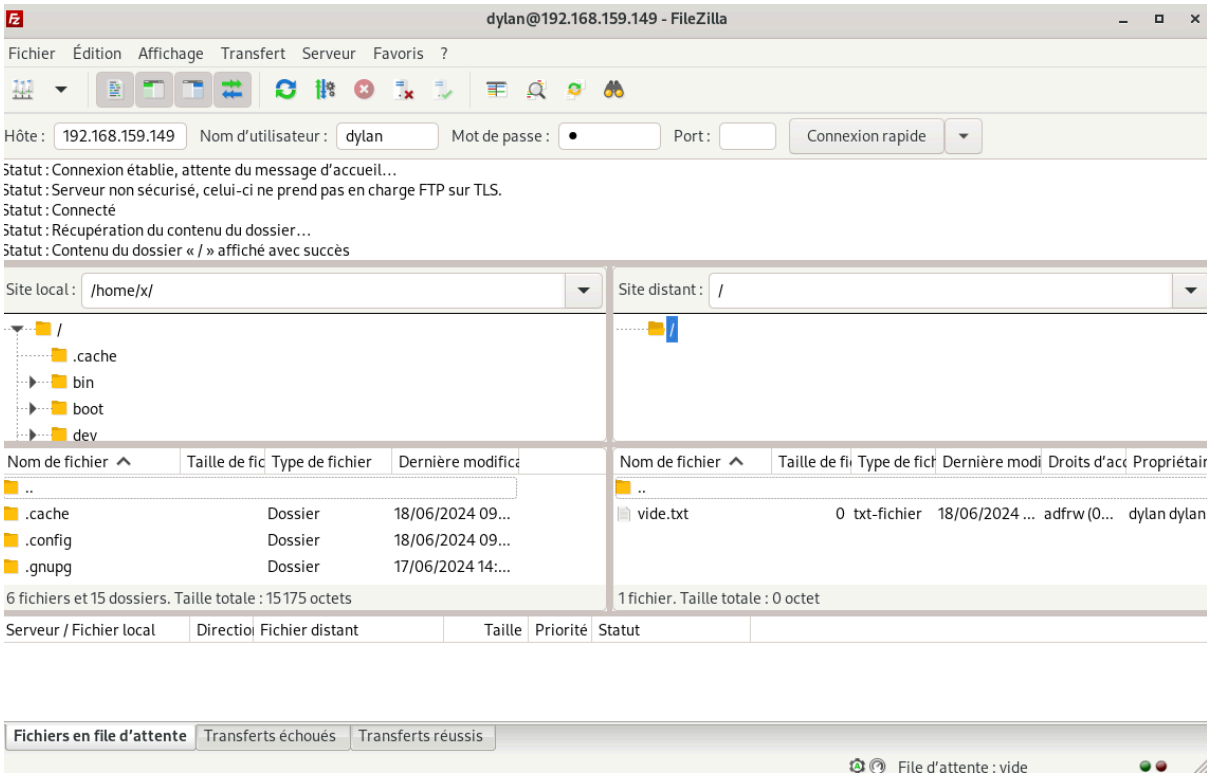 dylan@192.168.159.149 - FileZilla
Fichier Édition Affichage Transfert Serveur Favoris ?
Hôte : 192.168.159.149 Nom d'utilisateur : dylan Mot de passe : ● Port : Connexion rapide
Statut : Connexion établie, attente du message d'accueil...
Statut : Serveur non sécurisé, celui-ci ne prend pas en charge FTP sur TLS.
Statut : Connecté
Statut : Récupération du contenu du dossier...
Statut : Contenu du dossier « / » affiché avec succès
Site local : /home/x/ Site distant : /
/ /
.cache
bin
boot
dev
Nom de fichier Taille de fic Type de fichier Dernière modifica Nom de fichier Taille de fi Type de fich Dernière modi Droits d'acc Propriétair
.. ..
.cache Dossier 18/06/2024 09... vide.txt 0 txt-fichier 18/06/2024 ... adfrw (0... dylan dylan
.config Dossier 18/06/2024 09...
.gnupg Dossier 17/06/2024 14:...
6 fichiers et 15 dossiers. Taille totale : 15 175 octets 1 fichier. Taille totale : 0 octet
Serveur / Fichier local Direction Fichier distant Taille Priorité Statut
Fichiers en file d'attente Transferts échoués Transferts réussis
File d'attente : vide